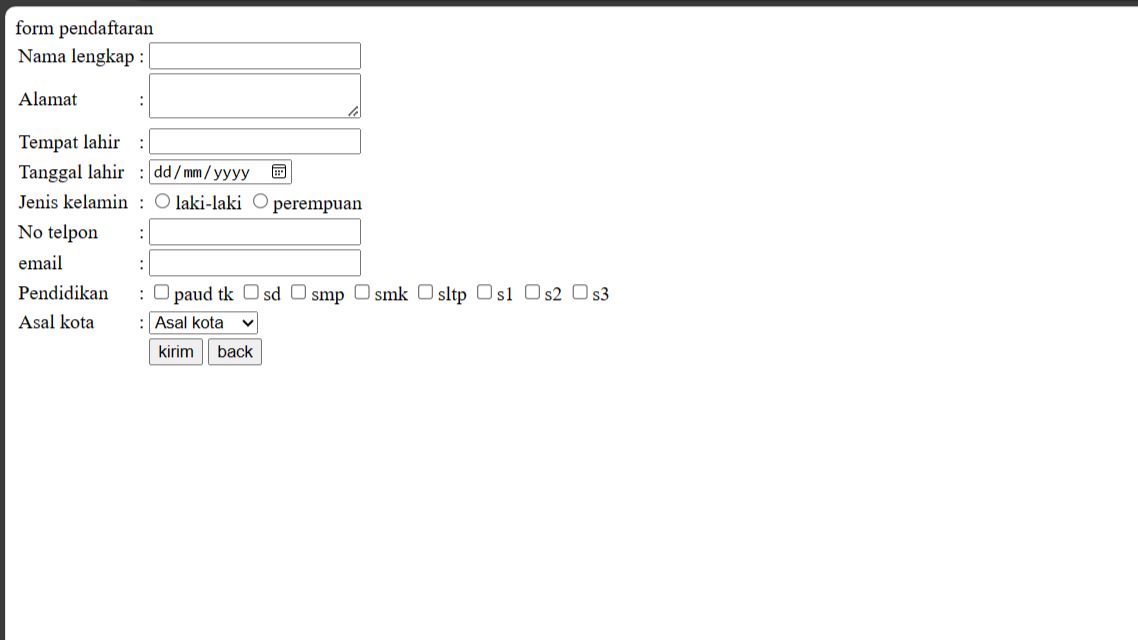 form pendaftaran
Nama lengkap :
Alamat :
Tempat lahir :
Tanggal lahir : dd/mm/yyyy
Jenis kelamin : laki-laki perempuan
No telpon :
email :
Pendidikan : paud tk sd smp smk sltp s1 s2 s3
Asal kota : Asal kota
kirim back